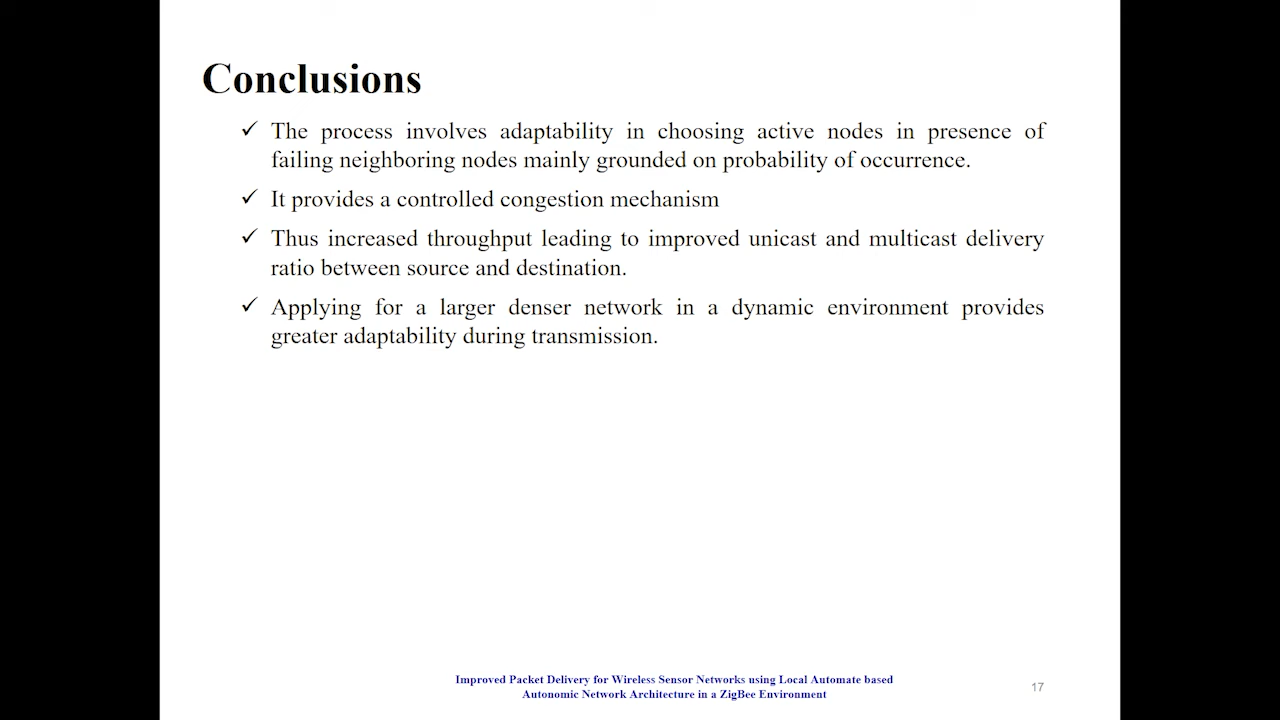 Conclusions
✓ The process involves adaptability in choosing active nodes in presence of
failing neighboring nodes mainly grounded on probability of occurrence.
✓ It provides a controlled congestion mechanism
✓ Thus increased throughput leading to improved unicast and multicast delivery
ratio between source and destination.
✓ Applying for a larger denser network in a dynamic environment provides
greater adaptability during transmission.
Improved Packet Delivery for Wireless Sensor Networks using Local Automate based
Autonomic Network Architecture in a ZigBee Environment
17